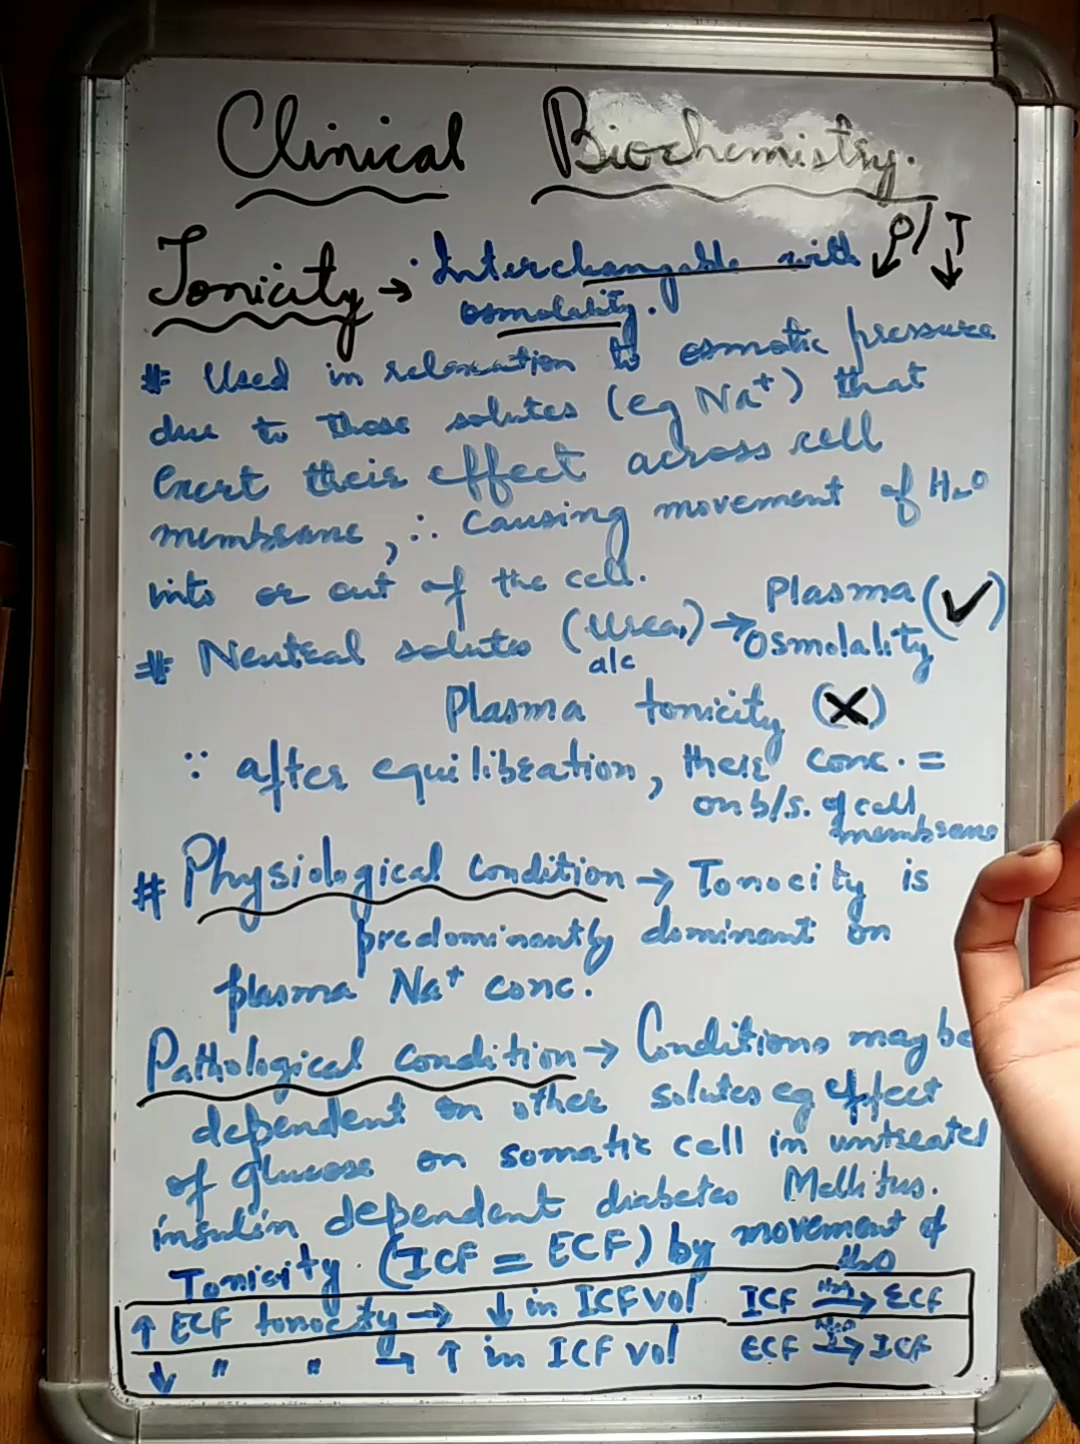 Clinical Biochemistry.
Tonicity → Interchangable with O/T
osmolality.
# Used in relaxation to osmotic pressure
due to those solutes (eg Na⁺) that
Exert their effect across cell
membrane, ∴ causing movement of H₂O
into or out of the cell.
# Neutral solutes (Urea,) → Plasma (✓)
alc Osmolality
Plasma tonicity (✗)
∵ after equilibration, their conc. =
on b/s. of cell
membrane
# Physiological condition → Tonocity is
predominantly dominant on
plasma Na⁺ conc.
Pathological condition → Conditions may be
dependent on other solutes eg effect
of glucose on somatic cell in untreated
insulin dependent diabetes Mellitus.
Tonicity. (ICF = ECF) by movement of
H₂O
↑ ECF tonocity → ↓ in ICF vol ICF H₂O→ ECF
↓ " " → ↑ in ICF vol ECF H₂O→ ICF